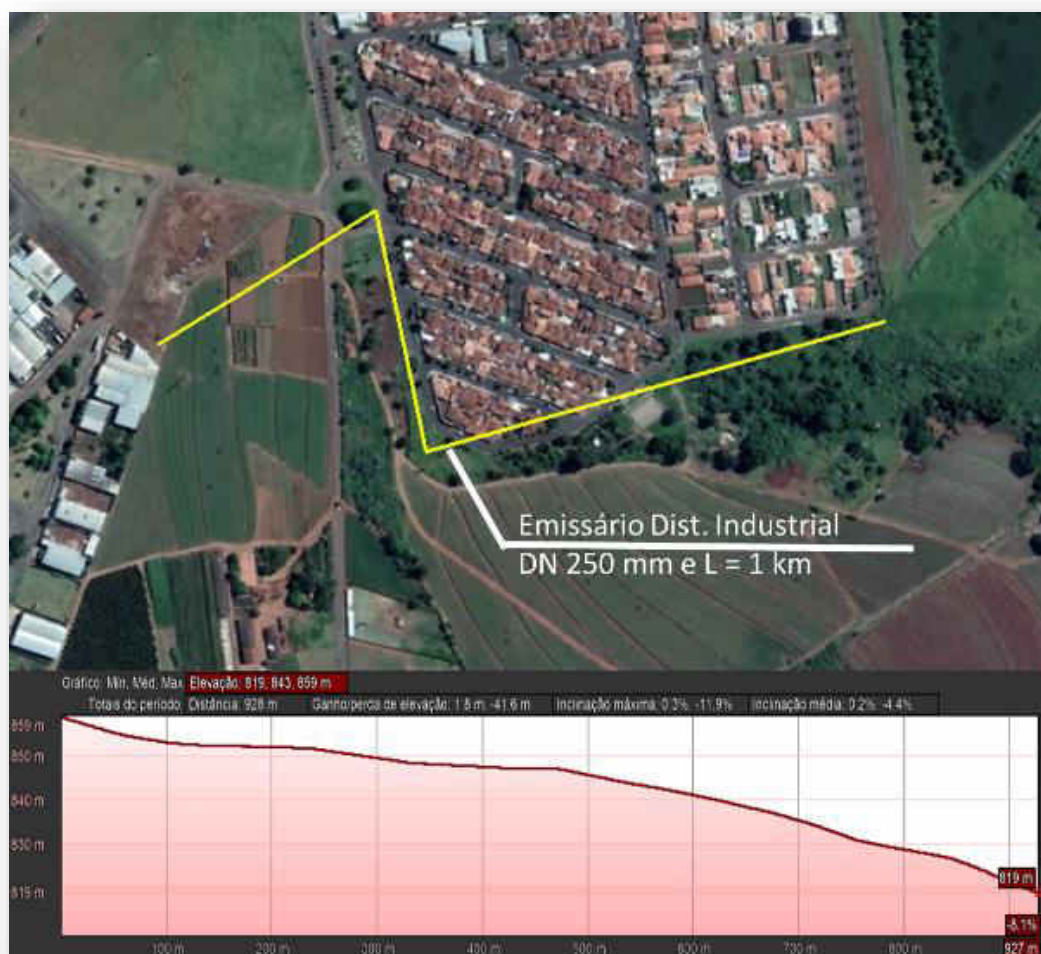 Emissário Dist. Industrial
DN 250 mm e L = 1 km
Gráfico: Min, Méd, Max Elevação: 819, 843, 859 m
Totais do período: Distância: 928 m Ganho/perda de elevação: 1.8 m, -41.6 m Inclinação máxima: 0.3%, -11.9% Inclinação média: 0.2%, -4.4%
859 m
850 m
840 m
830 m
819 m
819 m
-8.1%
100 m 200 m 300 m 400 m 500 m 600 m 700 m 800 m 927 m